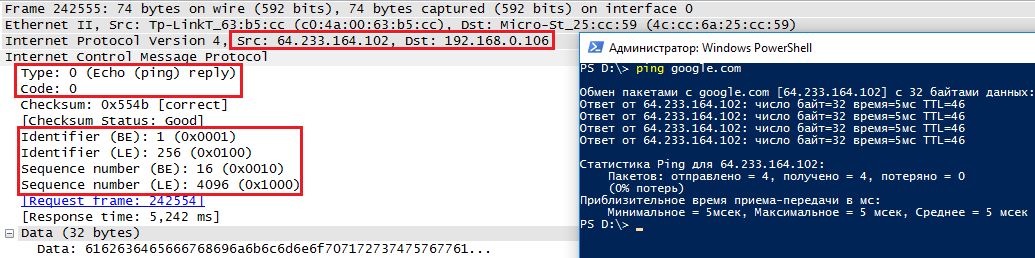 Frame 242555: 74 bytes on wire (592 bits), 74 bytes captured (592 bits) on interface 0
Ethernet II, Src: Tp-LinkT_63:b5:cc (c0:4a:00:63:b5:cc), Dst: Micro-St_25:cc:59 (4c:cc:6a:25:cc:59)
Internet Protocol Version 4, Src: 64.233.164.102, Dst: 192.168.0.106
Internet Control Message Protocol
Type: 0 (Echo (ping) reply)
Code: 0
Checksum: 0x554b [correct]
[Checksum Status: Good]
Identifier (BE): 1 (0x0001)
Identifier (LE): 256 (0x0100)
Sequence number (BE): 16 (0x0010)
Sequence number (LE): 4096 (0x1000)
[Request frame: 242554]
[Response time: 5,242 ms]
Data (32 bytes)
Data: 6162636465666768696a6b6c6d6e6f707172737475767761...
Администратор: Windows PowerShell
PS D:\> ping google.com
Обмен пакетами с google.com [64.233.164.102] с 32 байтами данных:
Ответ от 64.233.164.102: число байт=32 время=5мс TTL=46
Ответ от 64.233.164.102: число байт=32 время=5мс TTL=46
Ответ от 64.233.164.102: число байт=32 время=5мс TTL=46
Ответ от 64.233.164.102: число байт=32 время=5мс TTL=46
Статистика Ping для 64.233.164.102:
Пакетов: отправлено = 4, получено = 4, потеряно = 0
(0% потерь)
Приблизительное время приема-передачи в мс:
Минимальное = 5мсек, Максимальное = 5 мсек, Среднее = 5 мсек
PS D:\>